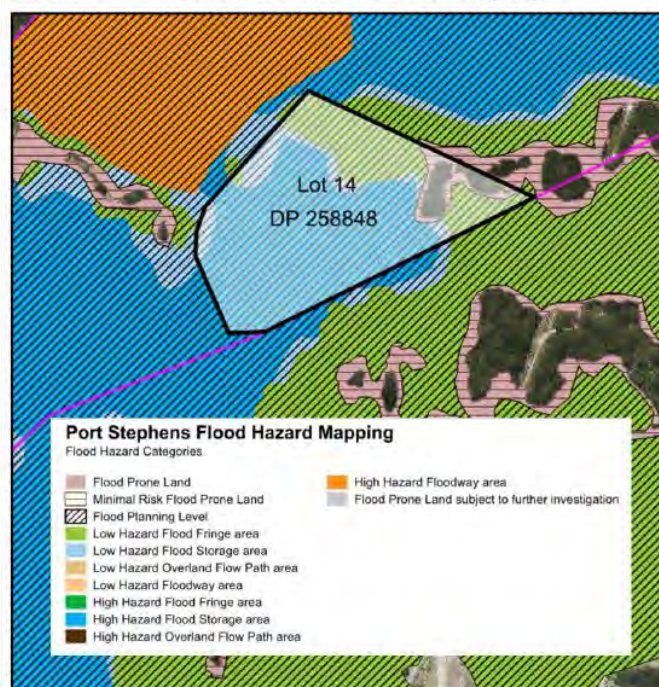 Lot 14
DP 258848
Port Stephens Flood Hazard Mapping
Flood Hazard Categories
Flood Prone Land
Minimal Risk Flood Prone Land
Flood Planning Level
Low Hazard Flood Fringe area
Low Hazard Flood Storage area
Low Hazard Overland Flow Path area
Low Hazard Floodway area
High Hazard Flood Fringe area
High Hazard Flood Storage area
High Hazard Overland Flow Path area
High Hazard Floodway area
Flood Prone Land subject to further investigation